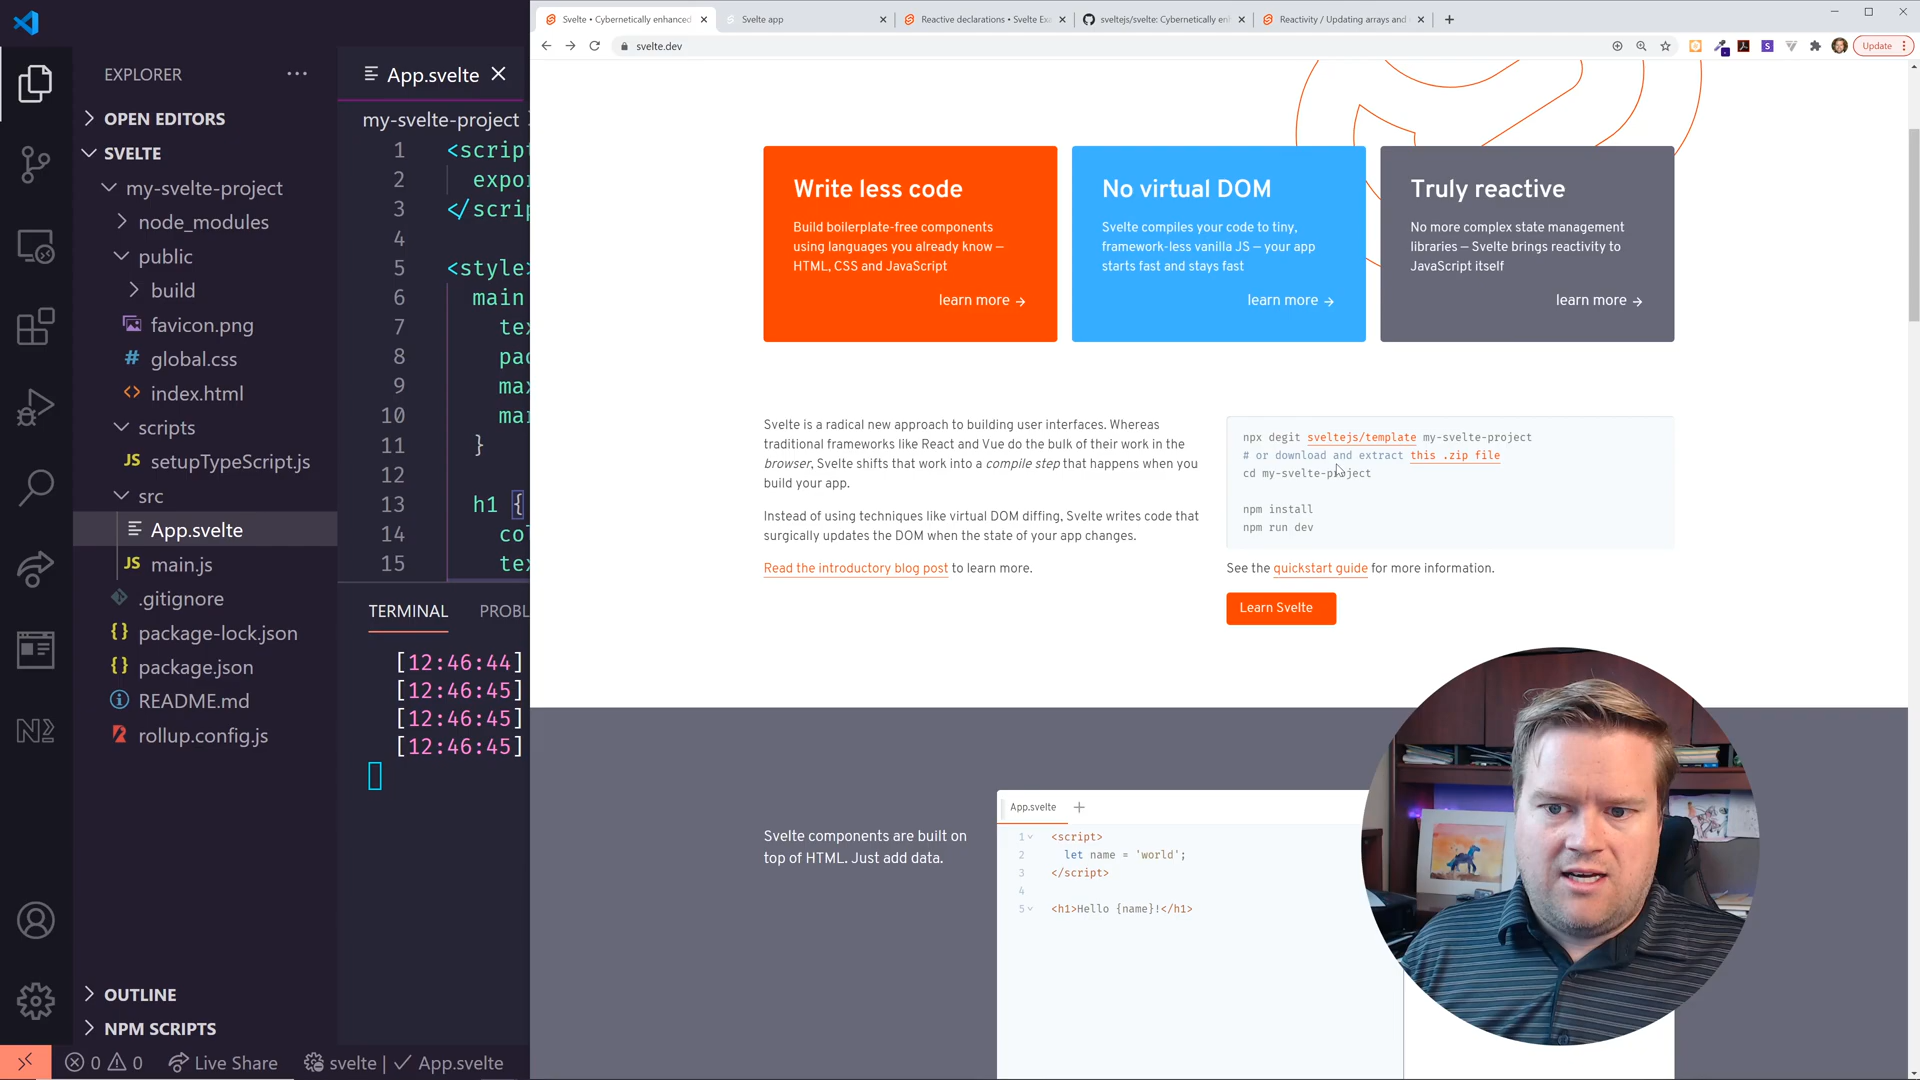 EXPLORER
OPEN EDITORS
SVELTE
my-svelte-project
node_modules
public
build
favicon.png
# global.css
<> index.html
scripts
JS setupTypeScript.js
src
App.svelte
JS main.js
.gitignore
{} package-lock.json
{} package.json
README.md
rollup.config.js
OUTLINE
NPM SCRIPTS
0 0 Live Share svelte | App.svelte
App.svelte
my-svelte-project
1 <script
2 expor
3 </scrip
4
5 <style>
6 main
7 tex
8 pad
9 max
10 mar
11 }
12
13 h1 {
14 col
15 tex
TERMINAL PROBL
[12:46:44]
[12:46:45]
[12:46:45]
[12:46:45]
Svelte • Cybernetically enhanced
Svelte app
Reactive declarations • Svelte Exa
sveltejs/svelte: Cybernetically enh
Reactivity / Updating arrays and
svelte.dev
Update
Write less code
Build boilerplate-free components
using languages you already know —
HTML, CSS and JavaScript
learn more →
No virtual DOM
Svelte compiles your code to tiny,
framework-less vanilla JS — your app
starts fast and stays fast
learn more →
Truly reactive
No more complex state management
libraries — Svelte brings reactivity to
JavaScript itself
learn more →
Svelte is a radical new approach to building user interfaces. Whereas
traditional frameworks like React and Vue do the bulk of their work in the
browser, Svelte shifts that work into a compile step that happens when you
build your app.
Instead of using techniques like virtual DOM diffing, Svelte writes code that
surgically updates the DOM when the state of your app changes.
Read the introductory blog post to learn more.
npx degit sveltejs/template my-svelte-project
# or download and extract this .zip file
cd my-svelte-project
npm install
npm run dev
See the quickstart guide for more information.
Learn Svelte
Svelte components are built on
top of HTML. Just add data.
App.svelte +
1 <script>
2 let name = 'world';
3 </script>
4
5 <h1>Hello {name}!</h1>